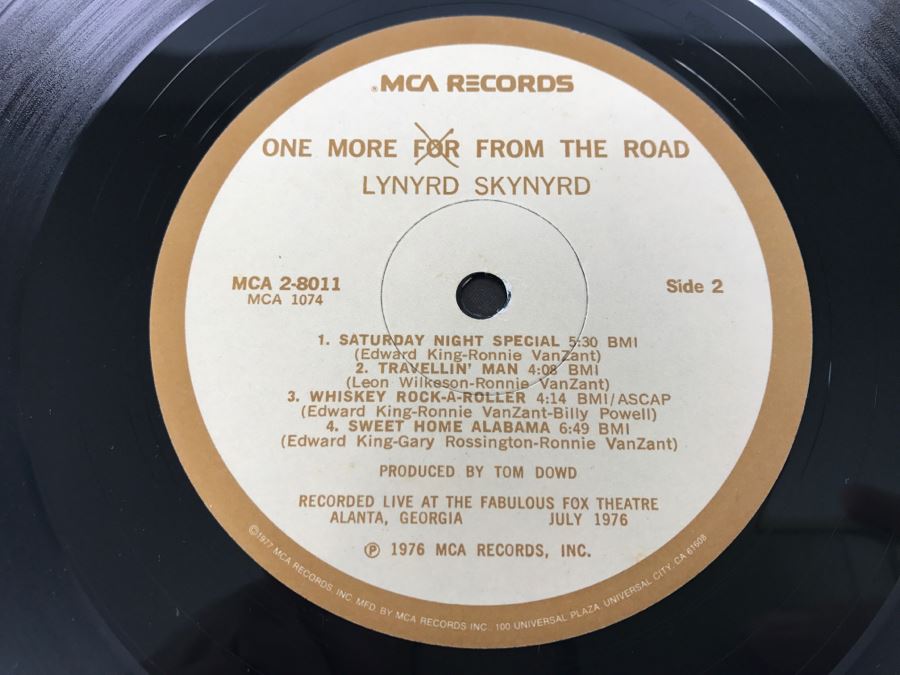 ®MCA RECORDS
ONE MORE FOR FROM THE ROAD
LYNYRD SKYNYRD
MCA 2-8011
MCA 1074
Side 2
1. SATURDAY NIGHT SPECIAL 5:30 BMI
(Edward King-Ronnie VanZant)
2. TRAVELLIN' MAN 4:08 BMI
(Leon Wilkeson-Ronnie VanZant)
3. WHISKEY ROCK-A-ROLLER 4:14 BMI/ASCAP
(Edward King-Ronnie VanZant-Billy Powell)
4. SWEET HOME ALABAMA 6:49 BMI
(Edward King-Gary Rossington-Ronnie VanZant)
PRODUCED BY TOM DOWD
RECORDED LIVE AT THE FABULOUS FOX THEATRE
ALANTA, GEORGIA JULY 1976
℗ 1976 MCA RECORDS, INC.
©1977 MCA RECORDS, INC. MFD. BY MCA RECORDS INC., 100 UNIVERSAL PLAZA, UNIVERSAL CITY, CA 61608